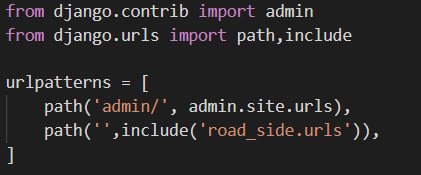 from django.contrib import admin
from django.urls import path,include

urlpatterns = [
    path('admin/', admin.site.urls),
    path('',include('road_side.urls')),
]